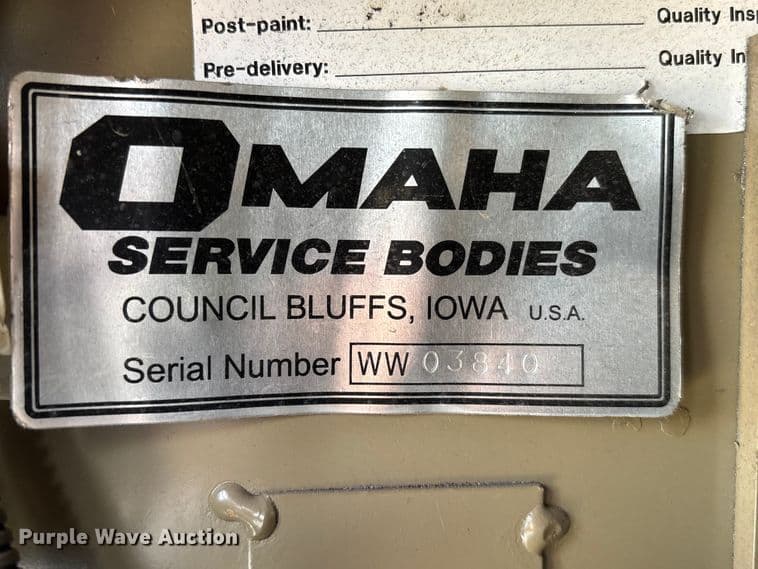 Post-paint: Quality Insp
Pre-delivery: Quality In
OMAHA
SERVICE BODIES
COUNCIL BLUFFS, IOWA U.S.A.
Serial Number WW 03840
Purple Wave Auction